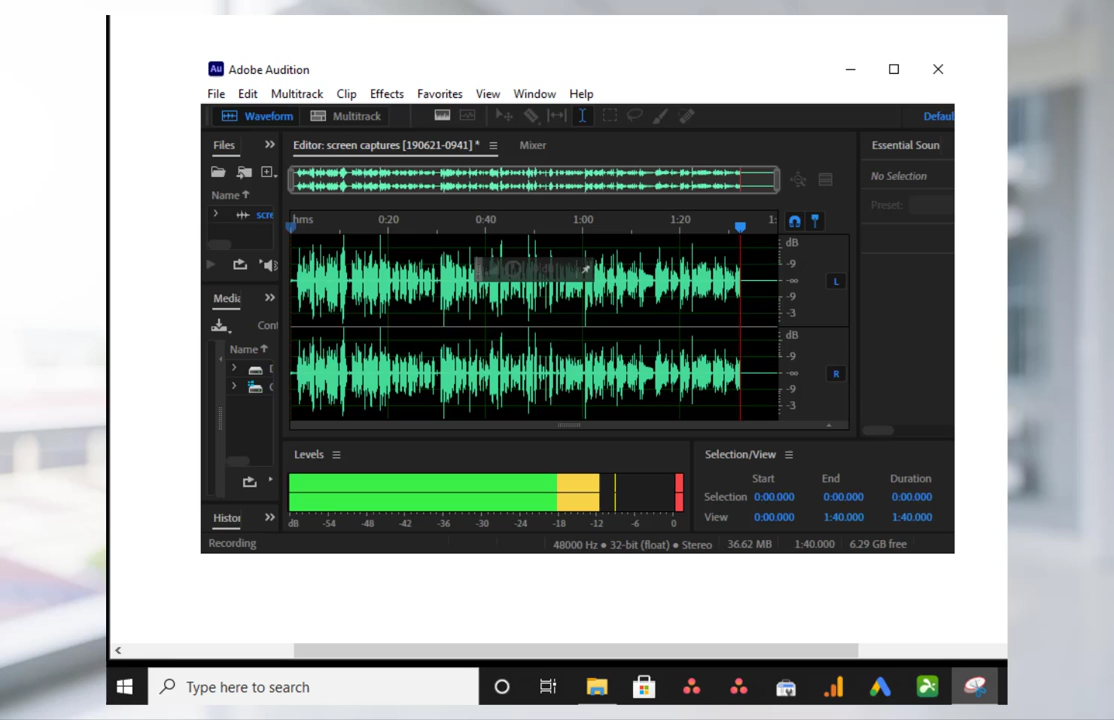 Au Adobe Audition
File Edit Multitrack Clip Effects Favorites View Window Help
Waveform Multitrack Defaul
Files Editor: screen captures [190621-0941] * Mixer Essential Soun
No Selection
Name Preset:
scre hms 0:20 0:40 1:00 1:20 1:
dB
-9
-∞ L
-9
-3
Media
Cont dB
Name -9
D -∞ R
C -9
-3
Levels Selection/View
Start End Duration
Selection 0:00.000 0:00.000 0:00.000
Histor dB -54 -48 -42 -36 -30 -24 -18 -12 -6 0 View 0:00.000 1:40.000 1:40.000
Recording 48000 Hz ● 32-bit (float) ● Stereo 36.62 MB 1:40.000 6.29 GB free
Type here to search